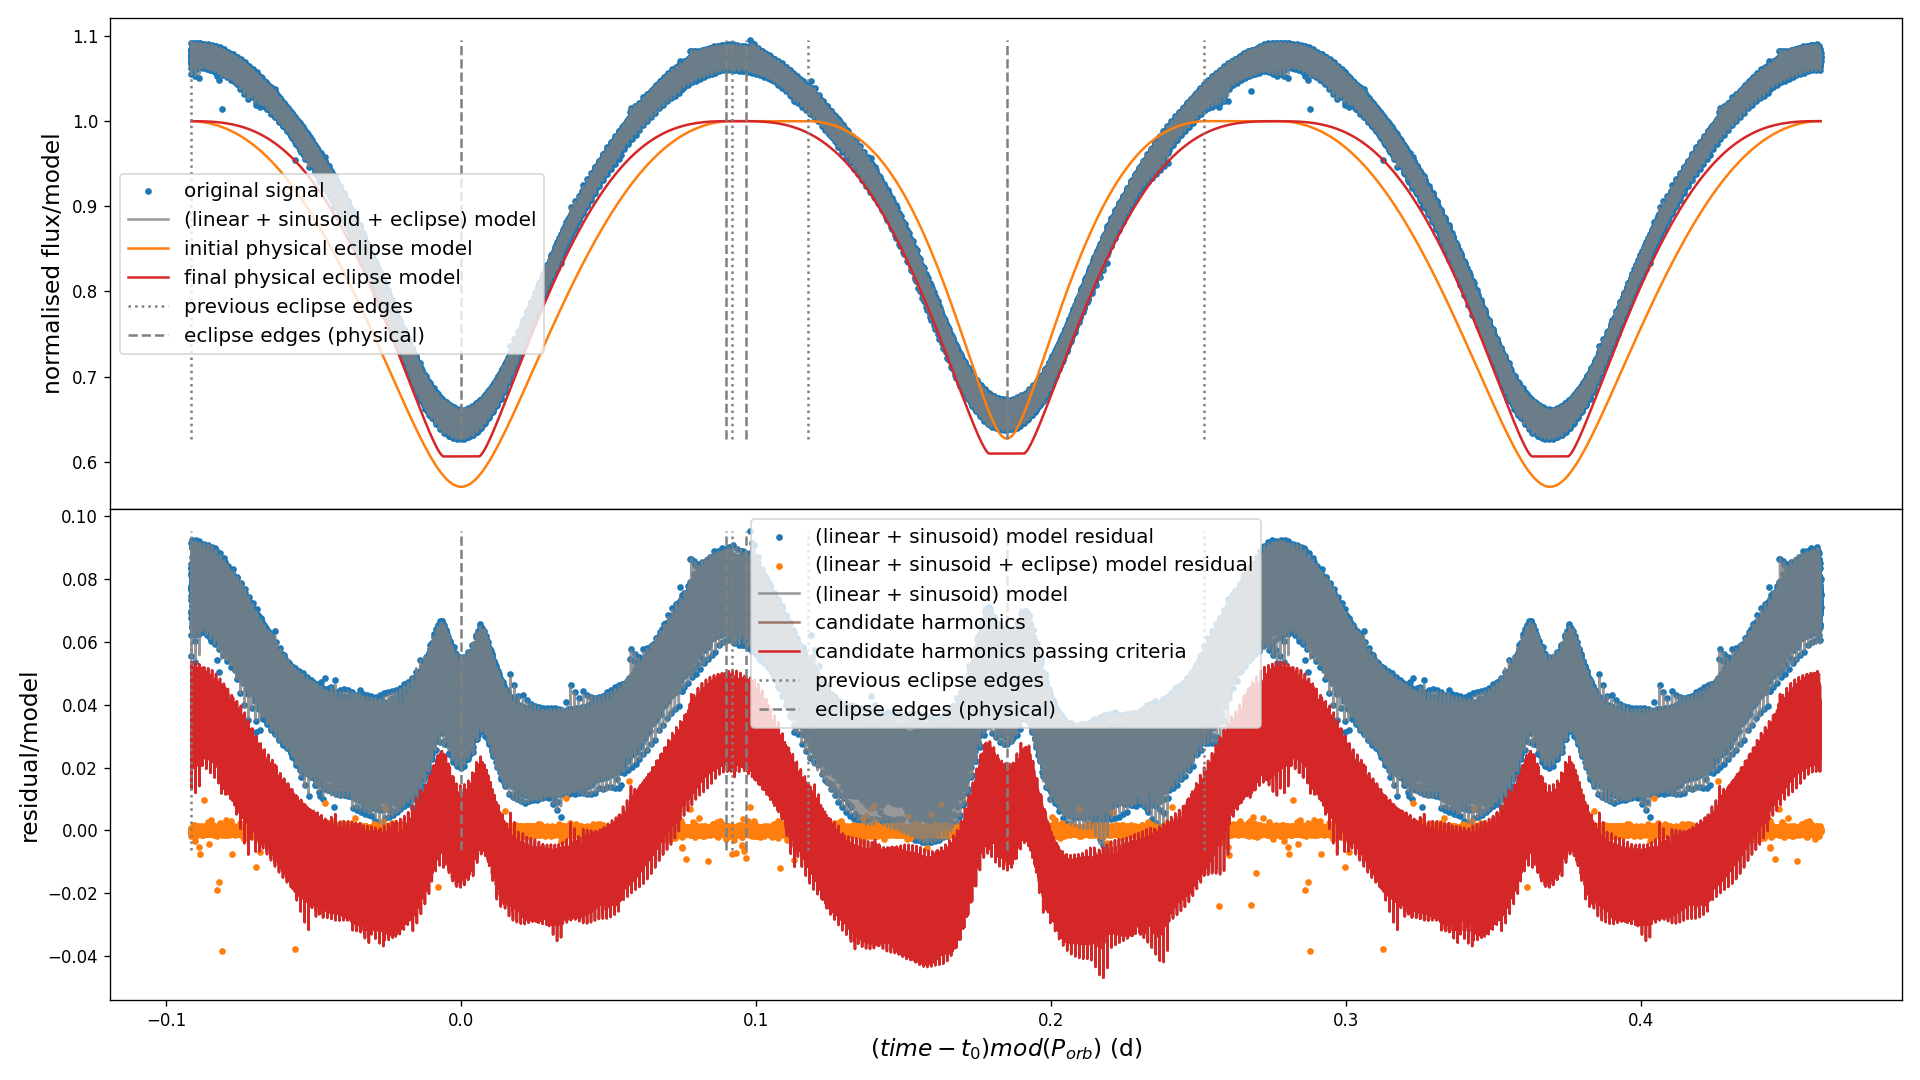 normalised flux/model
1.1
1.0
0.9
0.8
0.7
0.6
original signal
(linear + sinusoid + eclipse) model
initial physical eclipse model
final physical eclipse model
previous eclipse edges
eclipse edges (physical)
residual/model
0.10
0.08
0.06
0.04
0.02
0.00
−0.02
−0.04
(linear + sinusoid) model residual
(linear + sinusoid + eclipse) model residual
(linear + sinusoid) model
candidate harmonics
candidate harmonics passing criteria
previous eclipse edges
eclipse edges (physical)
−0.1 0.0 0.1 0.2 0.3 0.4
(time − t₀)mod(P_orb) (d)